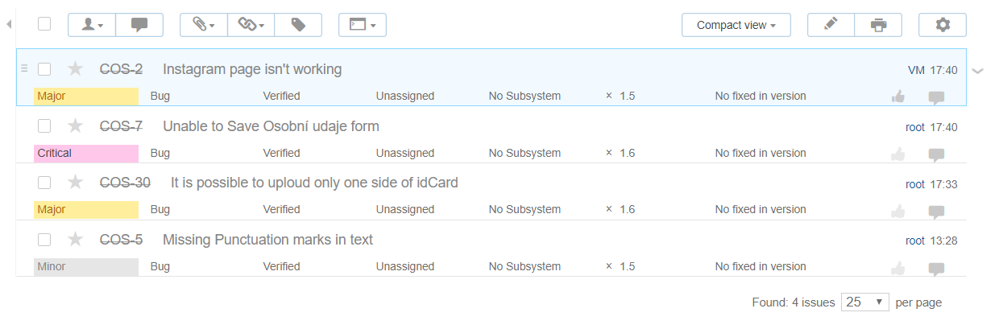 Compact view
COS-2 Instagram page isn't working VM 17:40
Major Bug Verified Unassigned No Subsystem × 1.5 No fixed in version
COS-7 Unable to Save Osobní udaje form root 17:40
Critical Bug Verified Unassigned No Subsystem × 1.6 No fixed in version
COS-30 It is possible to uploud only one side of idCard root 17:33
Major Bug Verified Unassigned No Subsystem × 1.6 No fixed in version
COS-5 Missing Punctuation marks in text root 13:28
Minor Bug Verified Unassigned No Subsystem × 1.5 No fixed in version
Found: 4 issues 25 per page